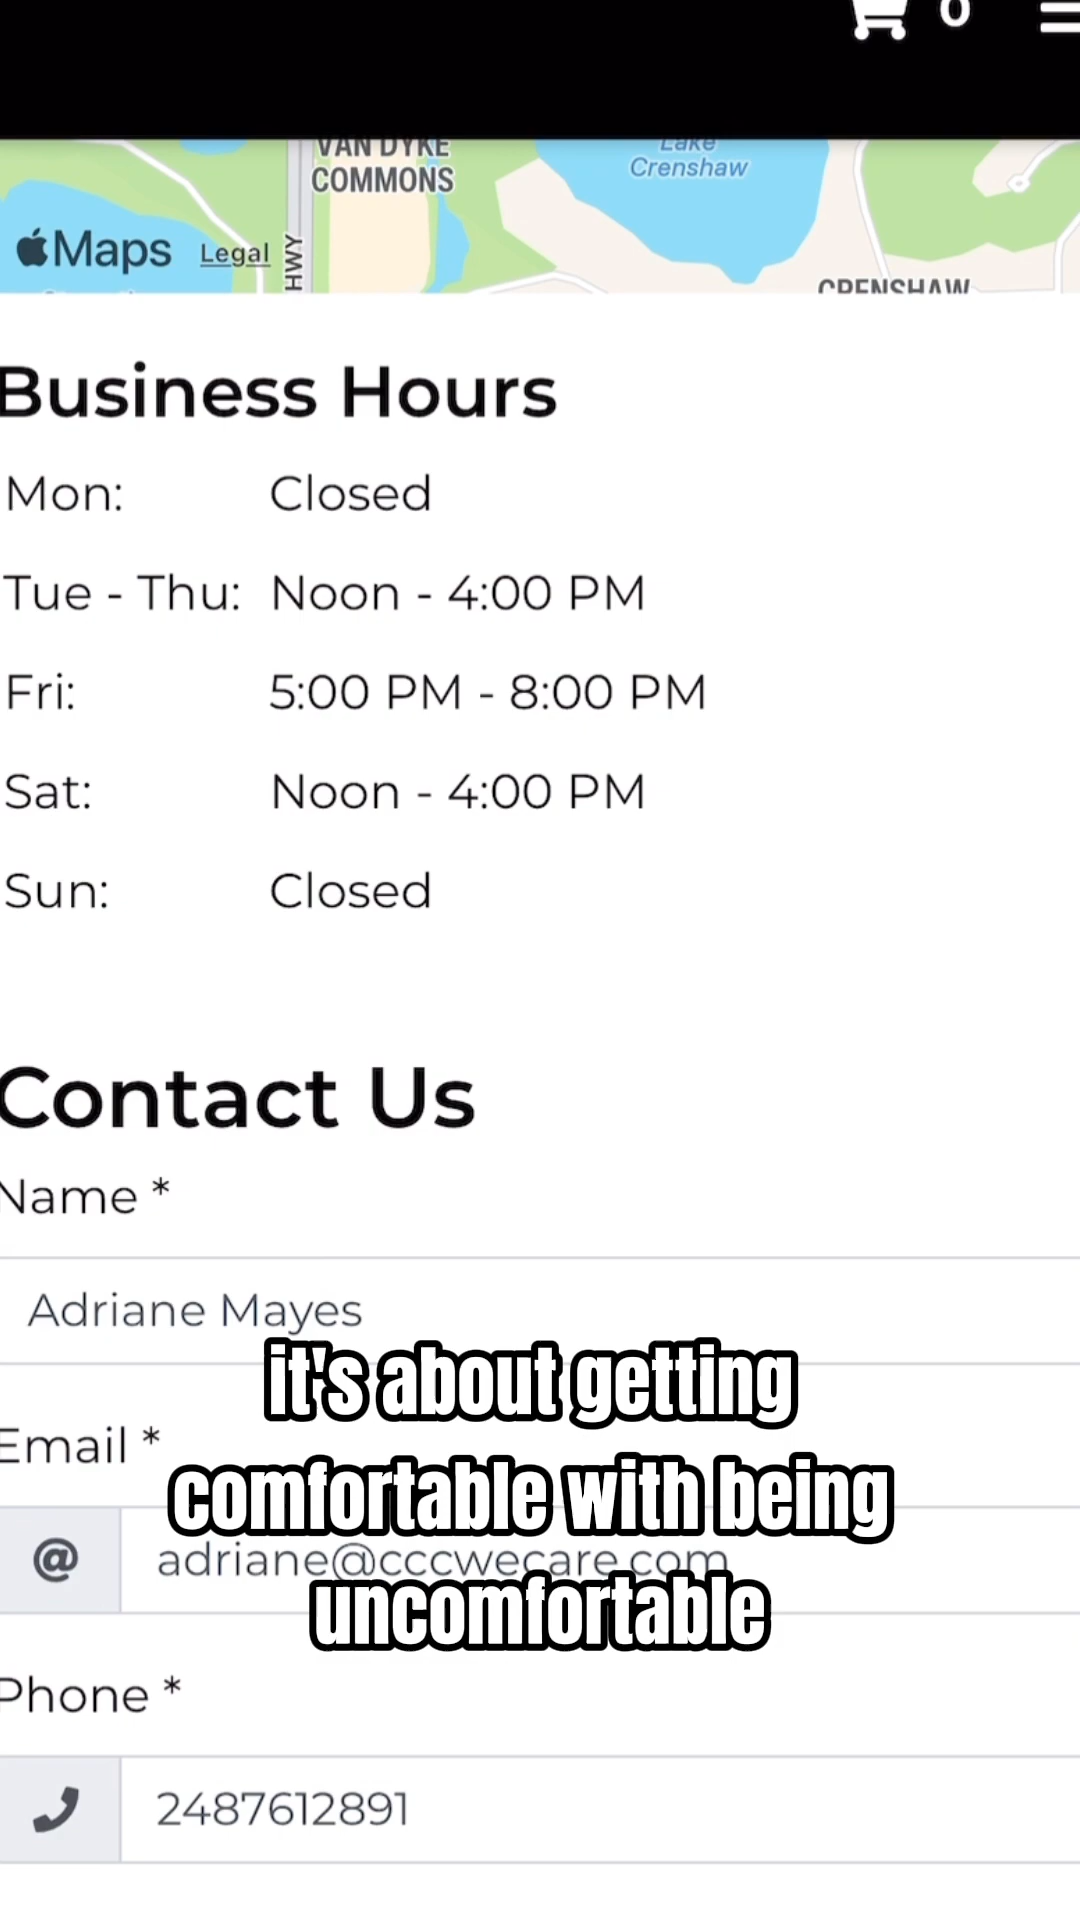 0
VAN DYKE
COMMONS
Lake
Crenshaw
Maps Legal
HWY
CRENSHAW
Business Hours
Mon: Closed
Tue - Thu: Noon - 4:00 PM
Fri: 5:00 PM - 8:00 PM
Sat: Noon - 4:00 PM
Sun: Closed
Contact Us
Name *
Adriane Mayes
it's about getting
Email *
comfortable with being
adriane@cccwecare.com
uncomfortable
Phone *
2487612891